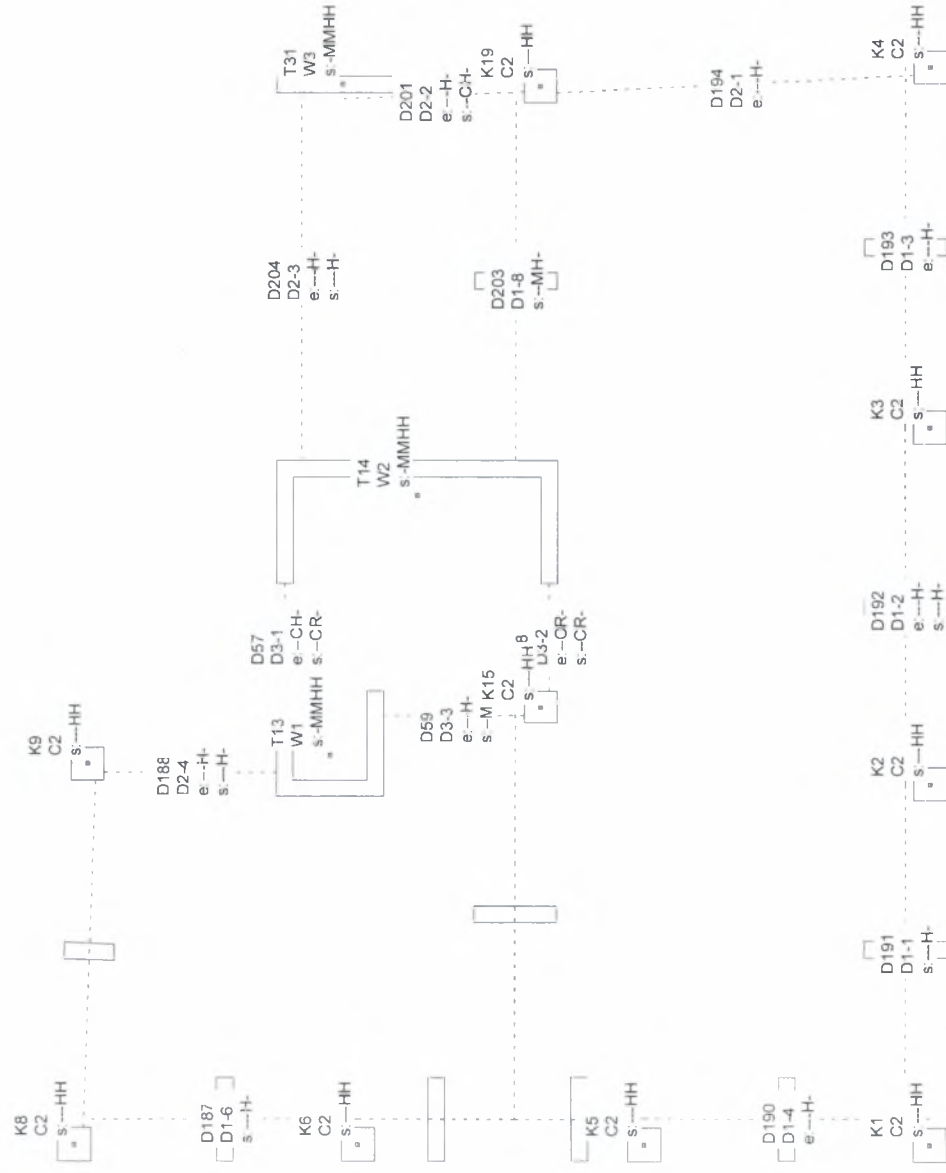 T31
W3
s:-MMHH
D201
D2-2
e:---H-
s:--CH-
K19
C2
s:---HH
D194
D2-1
e:---H-
K4
C2
s:---HH
D204
D2-3
e:---H-
s:---H-
D203
D1-8
s:--MH-
D193
D1-3
e:---H-
T14
W2
s:-MMHH
K3
C2
s:---HH
D57
D3-1
e:--CH-
s:--CR-
8
D3-2
e:--CR-
s:--CR-
D192
D1-2
e:---H-
s:---H-
K9
C2
s:---HH
D188
D2-4
e:---H-
s:---H-
T13
W1
s:-MMHH
D59
D3-3
e:---H-
s:--M
K15
C2
s:---HH
K2
C2
s:---HH
D191
D1-1
s:---H-
K8
C2
s:---HH
D187
D1-6
s:---H-
K6
C2
s:---HH
K5
C2
s:---HH
D190
D1-4
e:---H-
K1
C2
s:---HH